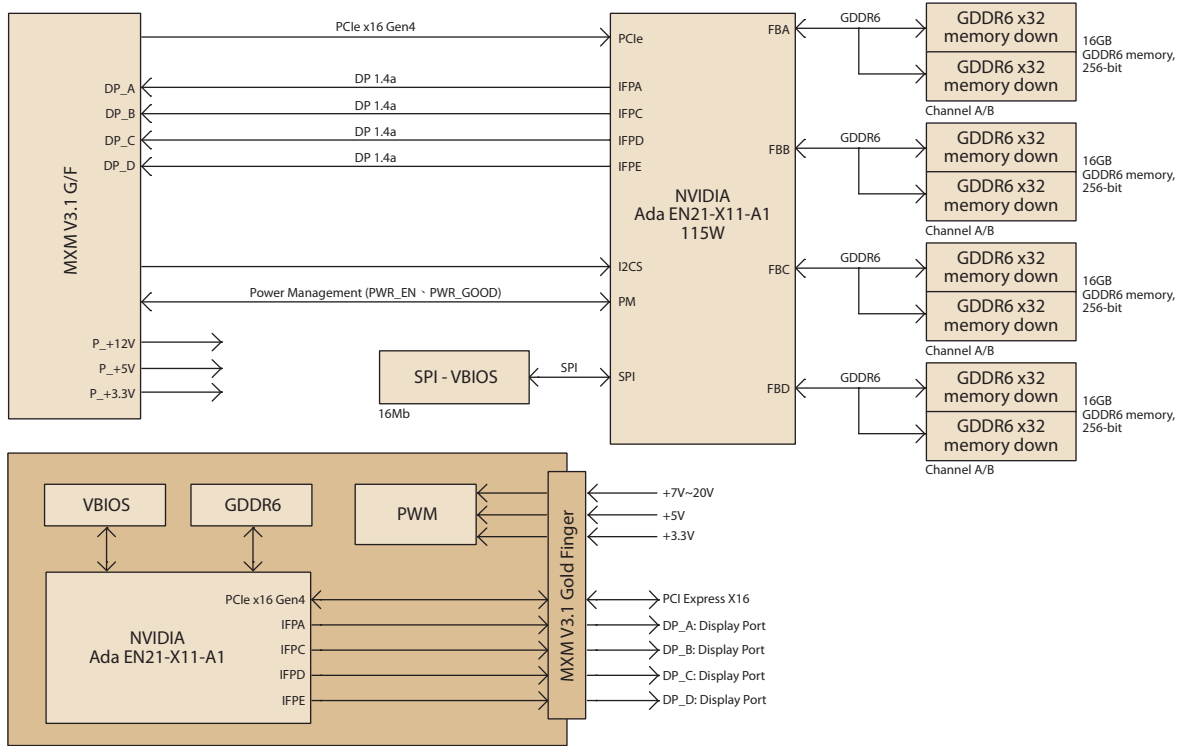 MXM V3.1 G/F
DP_A
DP_B
DP_C
DP_D
P_+12V
P_+5V
P_+3.3V
PCIe x16 Gen4
DP 1.4a
DP 1.4a
DP 1.4a
DP 1.4a
Power Management (PWR_EN、PWR_GOOD)
SPI - VBIOS
16Mb
SPI
PCIe
IFPA
IFPC
IFPD
IFPE
I2CS
PM
SPI
NVIDIA
Ada EN21-X11-A1
115W
FBA
FBB
FBC
FBD
GDDR6
GDDR6 x32
memory down
GDDR6 x32
memory down
Channel A/B
16GB
GDDR6 memory,
256-bit
GDDR6
GDDR6 x32
memory down
GDDR6 x32
memory down
Channel A/B
16GB
GDDR6 memory,
256-bit
GDDR6
GDDR6 x32
memory down
GDDR6 x32
memory down
Channel A/B
16GB
GDDR6 memory,
256-bit
GDDR6
GDDR6 x32
memory down
GDDR6 x32
memory down
Channel A/B
16GB
GDDR6 memory,
256-bit
VBIOS
GDDR6
PWM
NVIDIA
Ada EN21-X11-A1
PCIe x16 Gen4
IFPA
IFPC
IFPD
IFPE
MXM V3.1 Gold Finger
+7V~20V
+5V
+3.3V
PCI Express X16
DP_A: Display Port
DP_B: Display Port
DP_C: Display Port
DP_D: Display Port